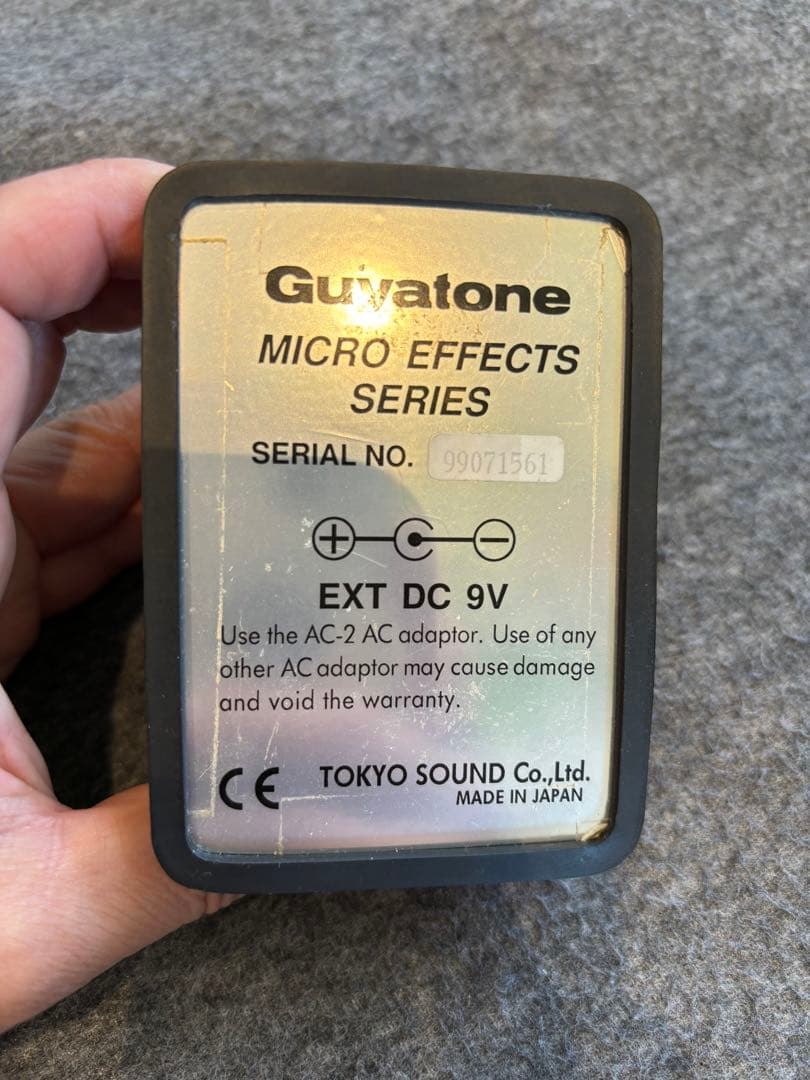 Guyatone
MICRO EFFECTS
SERIES
SERIAL NO. 99071561
+ -
EXT DC 9V
Use the AC-2 AC adaptor. Use of any
other AC adaptor may cause damage
and void the warranty.
CE TOKYO SOUND Co.,Ltd.
MADE IN JAPAN